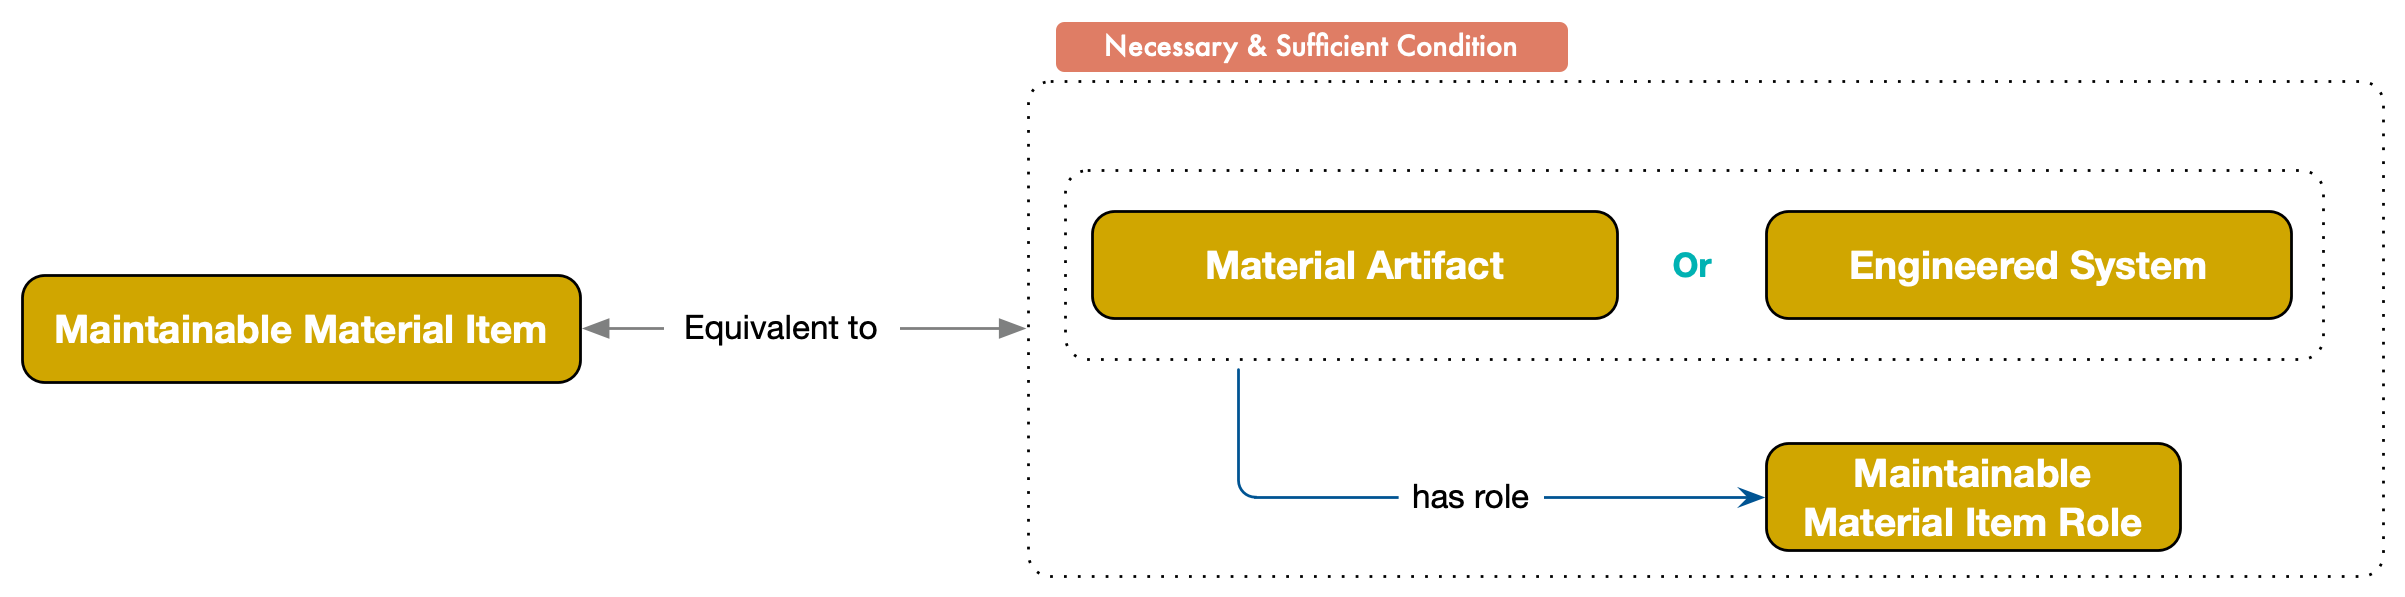 Necessary & Sufficient Condition
Material Artifact
Or
Engineered System
Maintainable Material Item
Equivalent to
has role
Maintainable
Material Item Role